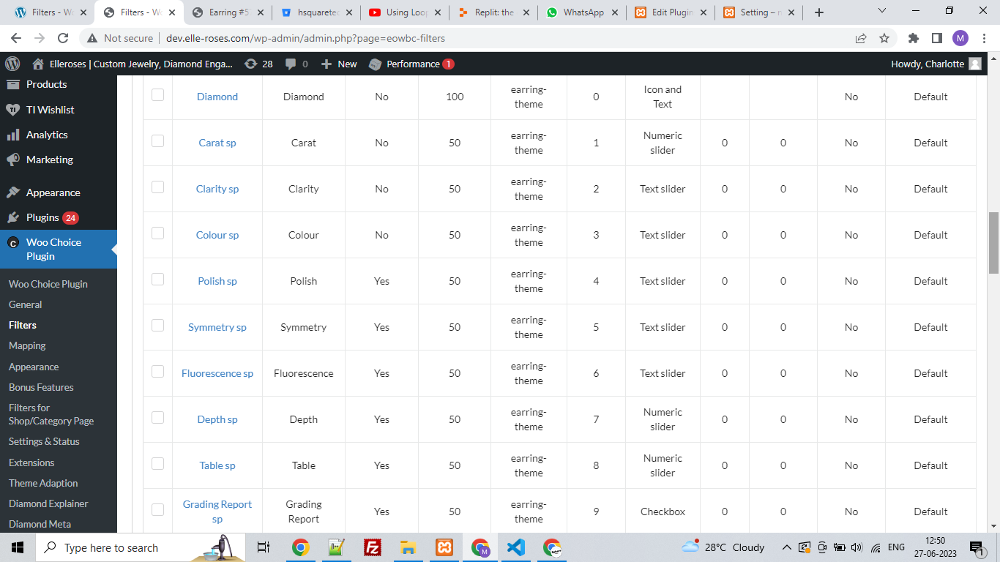 Filters - Wo
Filters - Wo
Earring #5
hsquaretec
Using Loop
Replit: the
WhatsApp
Edit Plugin
Setting – n
M
Not secure
dev.elle-roses.com/wp-admin/admin.php?page=eowbc-filters
Elleroses | Custom Jewelry, Diamond Enga...
28
0
New
Performance 1
Howdy, Charlotte
Products
TI Wishlist
Analytics
Marketing
Appearance
Plugins 24
Woo Choice
Plugin
Woo Choice Plugin
General
Filters
Mapping
Appearance
Bonus Features
Filters for
Shop/Category Page
Settings & Status
Extensions
Theme Adaption
Diamond Explainer
Diamond Meta
Diamond Diamond No 100 earring-theme 0 Icon and Text No Default
Carat sp Carat No 50 earring-theme 1 Numeric slider 0 0 No Default
Clarity sp Clarity No 50 earring-theme 2 Text slider 0 0 No Default
Colour sp Colour No 50 earring-theme 3 Text slider 0 0 No Default
Polish sp Polish Yes 50 earring-theme 4 Text slider 0 0 No Default
Symmetry sp Symmetry Yes 50 earring-theme 5 Text slider 0 0 No Default
Fluorescence sp Fluorescence Yes 50 earring-theme 6 Text slider 0 0 No Default
Depth sp Depth Yes 50 earring-theme 7 Numeric slider 0 0 No Default
Table sp Table Yes 50 earring-theme 8 Numeric slider 0 0 No Default
Grading Report sp Grading Report Yes 50 earring-theme 9 Checkbox 0 0 No Default
Type here to search
28°C Cloudy
ENG
12:50
27-06-2023
1